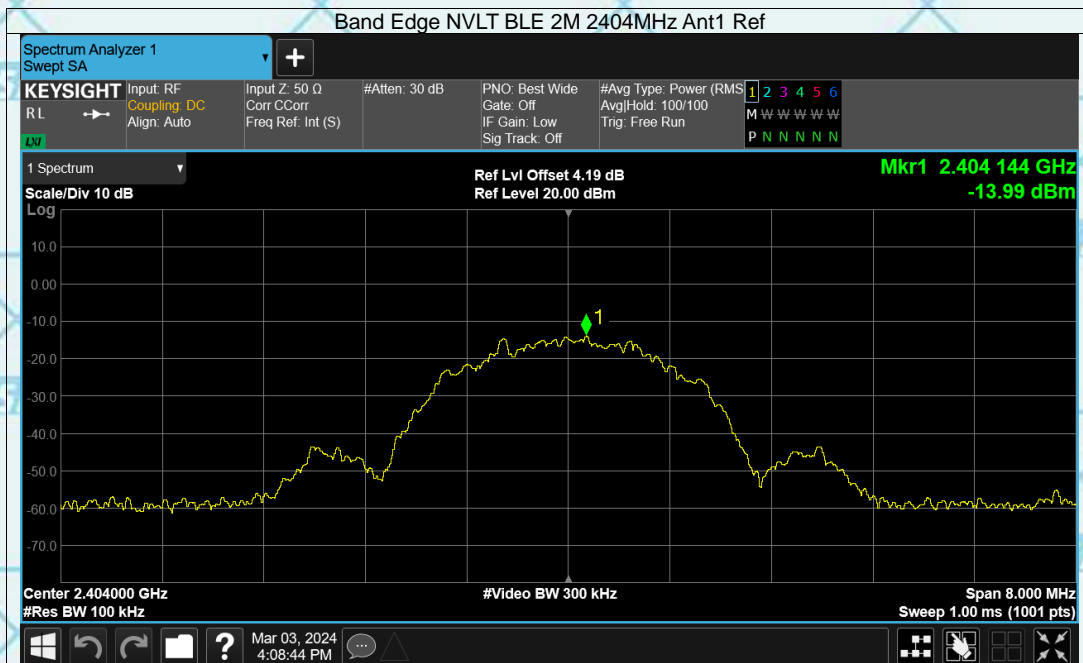 Band Edge NVLT BLE 2M 2404MHz Ant1 Ref
Spectrum Analyzer 1
Swept SA
+
KEYSIGHT
R L
LXI
Input: RF
Coupling: DC
Align: Auto
Input Z: 50 Ω
Corr CCorr
Freq Ref: Int (S)
#Atten: 30 dB
PNO: Best Wide
Gate: Off
IF Gain: Low
Sig Track: Off
#Avg Type: Power (RMS
Avg|Hold: 100/100
Trig: Free Run
1 2 3 4 5 6
M W W W W W
P N N N N N
1 Spectrum
Scale/Div 10 dB
Ref Lvl Offset 4.19 dB
Ref Level 20.00 dBm
Mkr1 2.404 144 GHz
-13.99 dBm
Log
10.0
0.00
-10.0
-20.0
-30.0
-40.0
-50.0
-60.0
-70.0
1
Center 2.404000 GHz
#Res BW 100 kHz
#Video BW 300 kHz
Span 8.000 MHz
Sweep 1.00 ms (1001 pts)
?
Mar 03, 2024
4:08:44 PM